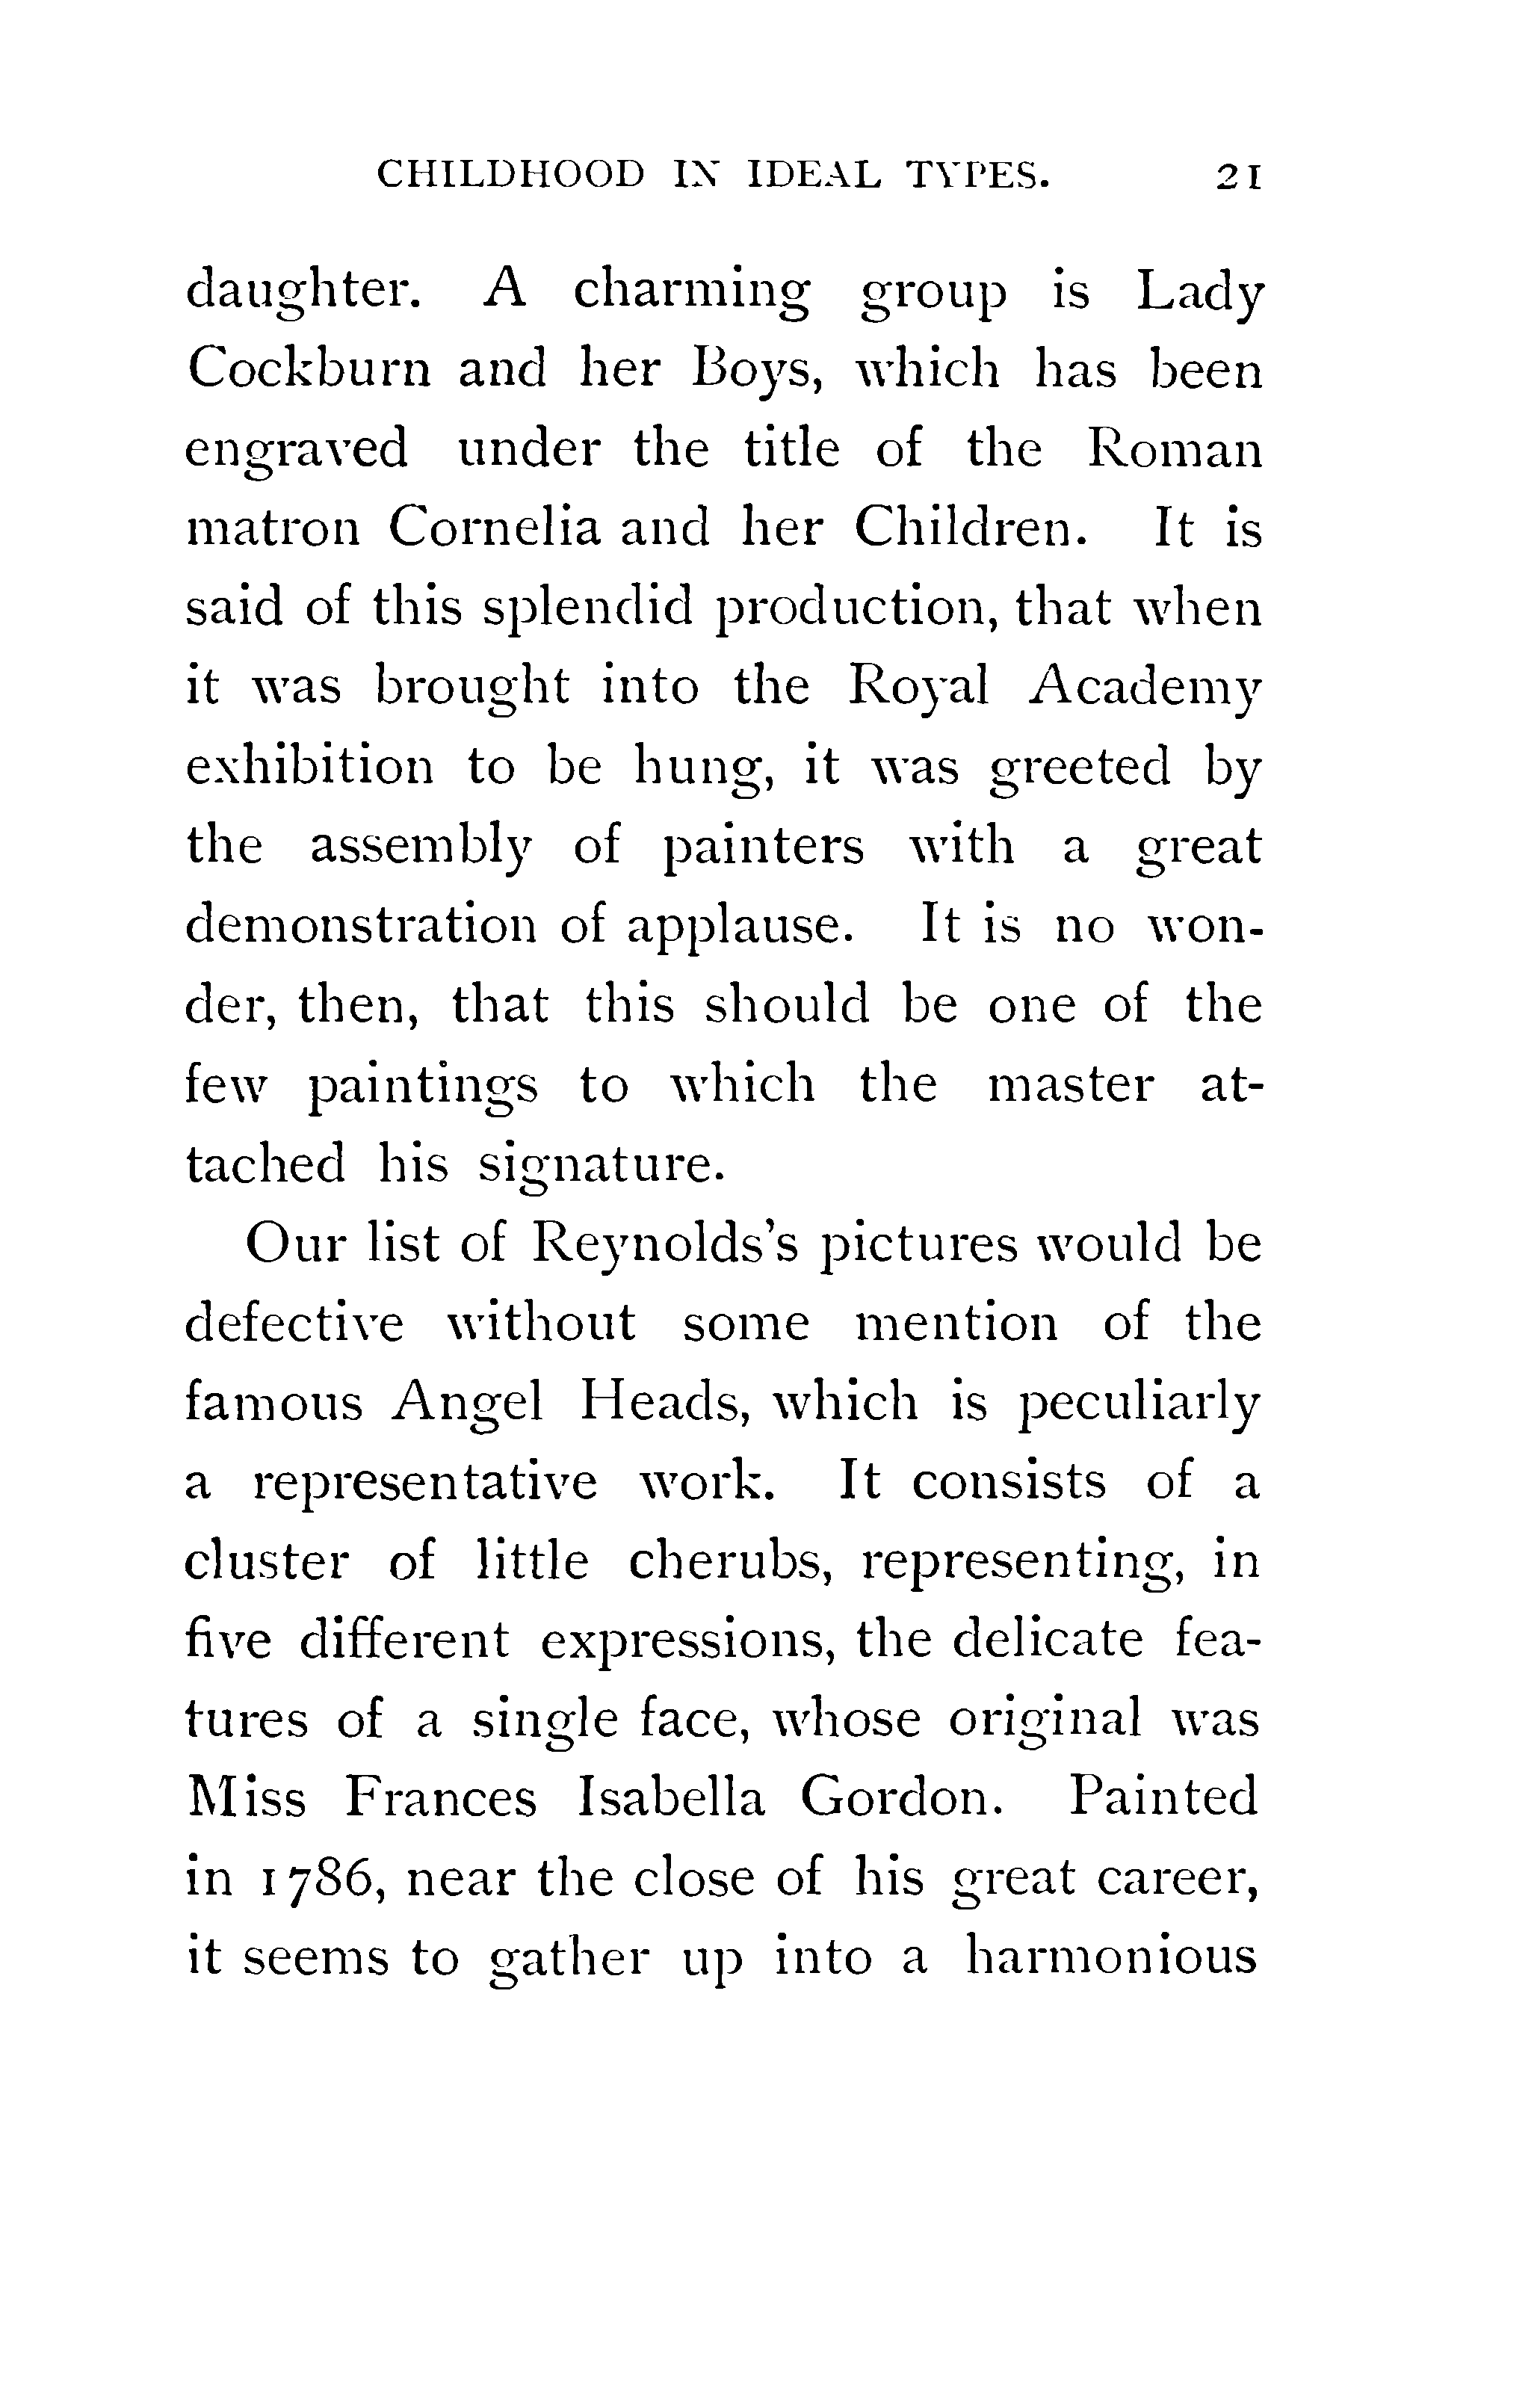 CHILDHOOD IN IDEAL TYPES. 21
daughter. A charming group is Lady
Cockburn and her Boys, which has been
engraved under the title of the Roman
matron Cornelia and her Children. It is
said of this splendid production, that when
it was brought into the Royal Academy
exhibition to be hung, it was greeted by
the assembly of painters with a great
demonstration of applause. It is no won-
der, then, that this should be one of the
few paintings to which the master at-
tached his signature.
Our list of Reynolds's pictures would be
defective without some mention of the
famous Angel Heads, which is peculiarly
a representative work. It consists of a
cluster of little cherubs, representing, in
five different expressions, the delicate fea-
tures of a single face, whose original was
Miss Frances Isabella Gordon. Painted
in 1786, near the close of his great career,
it seems to gather up into a harmonious